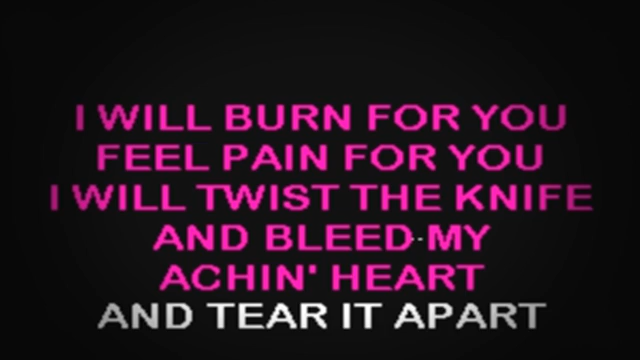 I WILL BURN FOR YOU
FEEL PAIN FOR YOU
I WILL TWIST THE KNIFE
AND BLEED MY
ACHIN' HEART
AND TEAR IT APART